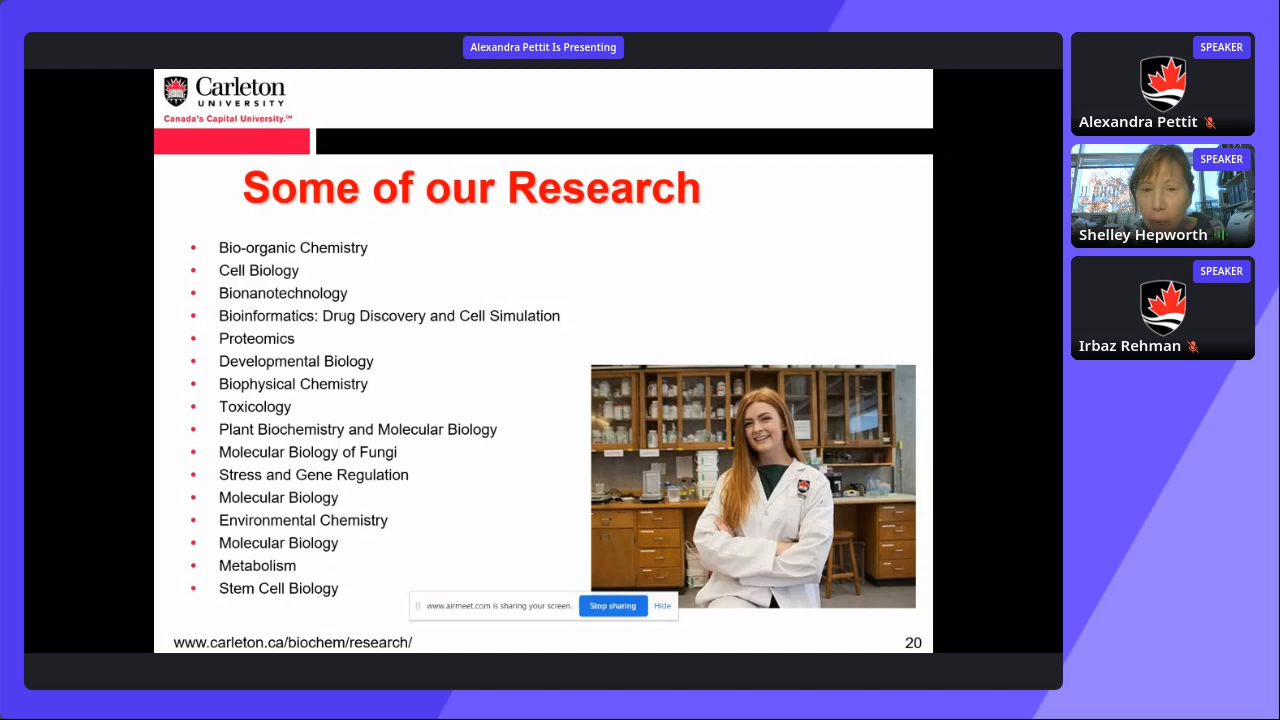 Alexandra Pettit Is Presenting
Carleton
UNIVERSITY
Canada's Capital University.™
Some of our Research
• Bio-organic Chemistry
• Cell Biology
• Bionanotechnology
• Bioinformatics: Drug Discovery and Cell Simulation
• Proteomics
• Developmental Biology
• Biophysical Chemistry
• Toxicology
• Plant Biochemistry and Molecular Biology
• Molecular Biology of Fungi
• Stress and Gene Regulation
• Molecular Biology
• Environmental Chemistry
• Molecular Biology
• Metabolism
• Stem Cell Biology
www.airmeet.com is sharing your screen. Stop sharing Hide
www.carleton.ca/biochem/research/ 20
SPEAKER
Alexandra Pettit
SPEAKER
Shelley Hepworth
SPEAKER
Irbaz Rehman